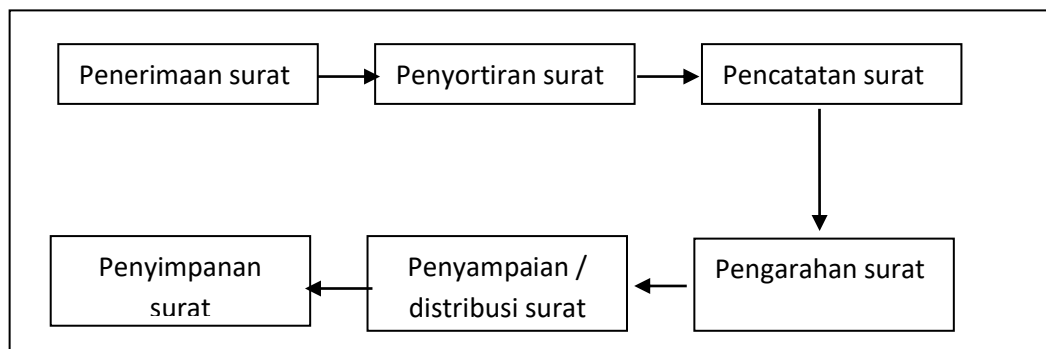 Penerimaan surat
Penyortiran surat
Pencatatan surat
Pengarahan surat
Penyampaian /
distribusi surat
Penyimpanan
surat